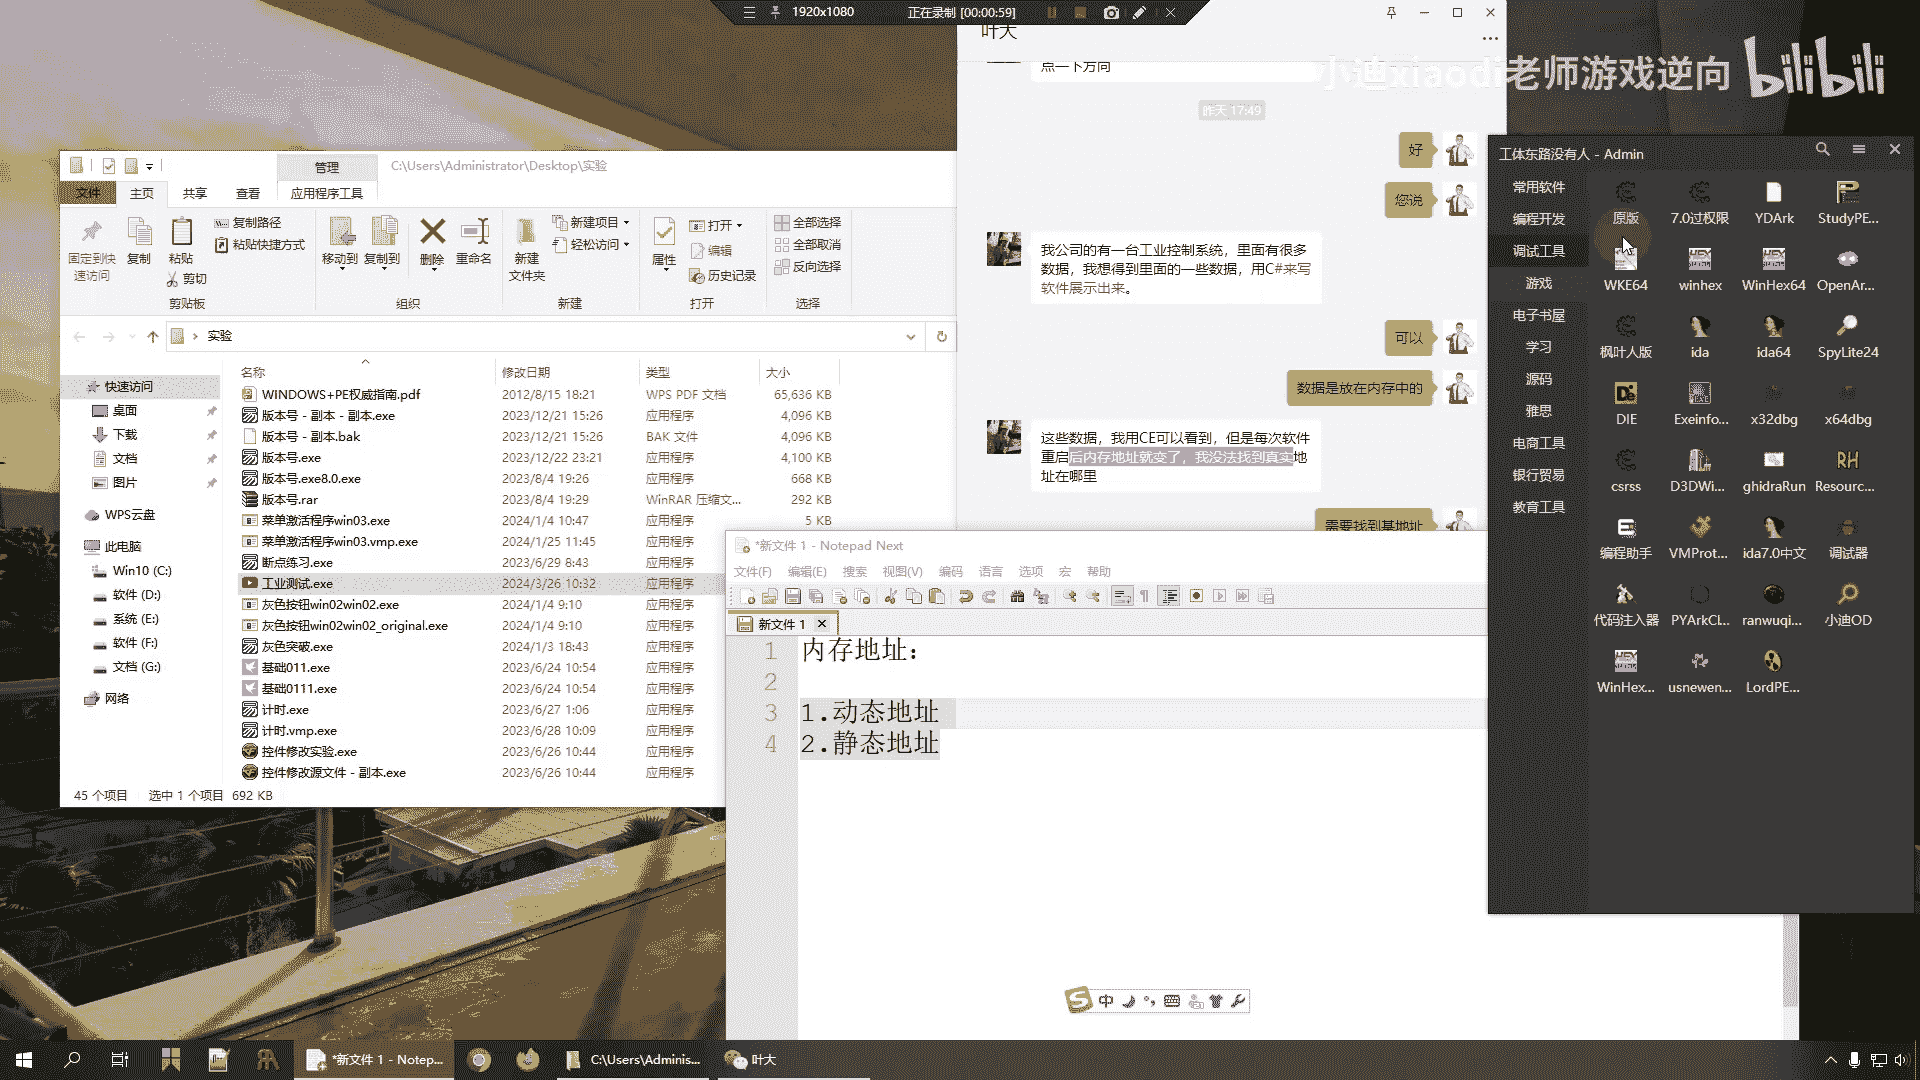 1920x1080
正在录制 [00:00:59]
叶大
点一下方向
小迪xiaodi老师游戏逆向 bilibili
昨天 17:49
好
您说
我公司的有一台工业控制系统，里面有很多
数据，我想得到里面的一些数据，用C#来写
软件展示出来。
可以
数据是放在内存中的
这些数据，我用CE可以看到，但是每次软件
重启后内存地址就变了，我没法找到真实地
址在哪里
需要找到基地址
管理
C:\Users\Administrator\Desktop\实验
文件 主页 共享 查看 应用程序工具
固定到快速访问 复制 粘贴 复制路径 粘贴快捷方式 剪切
移动到 复制到 删除 重命名
新建文件夹 新建项目 轻松访问
属性 打开 编辑 历史记录
全部选择 全部取消 反向选择
剪贴板 组织 新建 打开 选择
实验
名称 修改日期 类型 大小
快速访问
桌面
下载
文档
图片
WPS云盘
此电脑
Win10 (C:)
软件 (D:)
系统 (E:)
软件 (F:)
文档 (G:)
网络
WINDOWS+PE权威指南.pdf 2012/8/15 18:21 WPS PDF 文档 65,636 KB
版本号 - 副本 - 副本.exe 2023/12/21 15:26 应用程序 4,096 KB
版本号 - 副本.bak 2023/12/21 15:26 BAK 文件 4,096 KB
版本号.exe 2023/12/22 23:21 应用程序 4,100 KB
版本号.exe8.0.exe 2023/8/4 19:26 应用程序 668 KB
版本号.rar 2023/8/4 19:29 WinRAR 压缩文... 292 KB
菜单激活程序win03.exe 2024/1/4 10:47 应用程序 5 KB
菜单激活程序win03.vmp.exe 2024/1/25 11:45 应用程序
断点练习.exe 2023/6/29 8:43 应用程序
工业测试.exe 2024/3/26 10:32 应用程序
灰色按钮win02win02.exe 2024/1/4 9:10 应用程序
灰色按钮win02win02_original.exe 2024/1/4 9:10 应用程序
灰色突破.exe 2024/1/3 18:43 应用程序
基础011.exe 2023/6/24 10:54 应用程序
基础0111.exe 2023/6/24 10:54 应用程序
计时.exe 2023/6/27 1:06 应用程序
计时.vmp.exe 2023/6/28 10:09 应用程序
控件修改实验.exe 2023/6/26 10:44 应用程序
控件修改源文件 - 副本.exe 2023/6/26 10:44 应用程序
45 个项目 选中 1 个项目 692 KB
*新文件 1 - Notepad Next
文件(F) 编辑(E) 搜索 视图(V) 编码 语言 选项 宏 帮助
新文件 1
1 内存地址：
2
3 1.动态地址
4 2.静态地址
工体东路没有人 - Admin
常用软件
编程开发
调试工具
游戏
电子书屋
学习
源码
雅思
电商工具
银行贸易
教育工具
原版 7.0过权限 YDArk StudyPE...
WKE64 winhex WinHex64 OpenAr...
枫叶人版 ida ida64 SpyLite24
DIE Exeinfo... x32dbg x64dbg
csrss D3DWi... ghidraRun Resourc...
编程助手 VMProt... ida7.0中文 调试器
代码注入器 PYArkCl... ranwuqi... 小迪OD
WinHex... usnewen... LordPE...
中
*新文件 1 - Notep... C:\Users\Adminis... 叶大